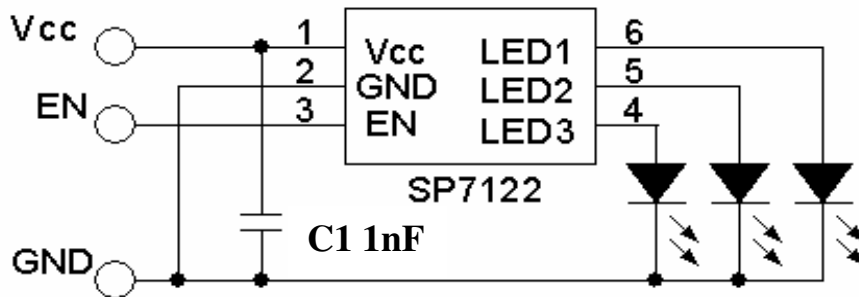 Vcc
EN
GND
1
2
3
Vcc
GND
EN
LED1
LED2
LED3
6
5
4
SP7122
C1 1nF